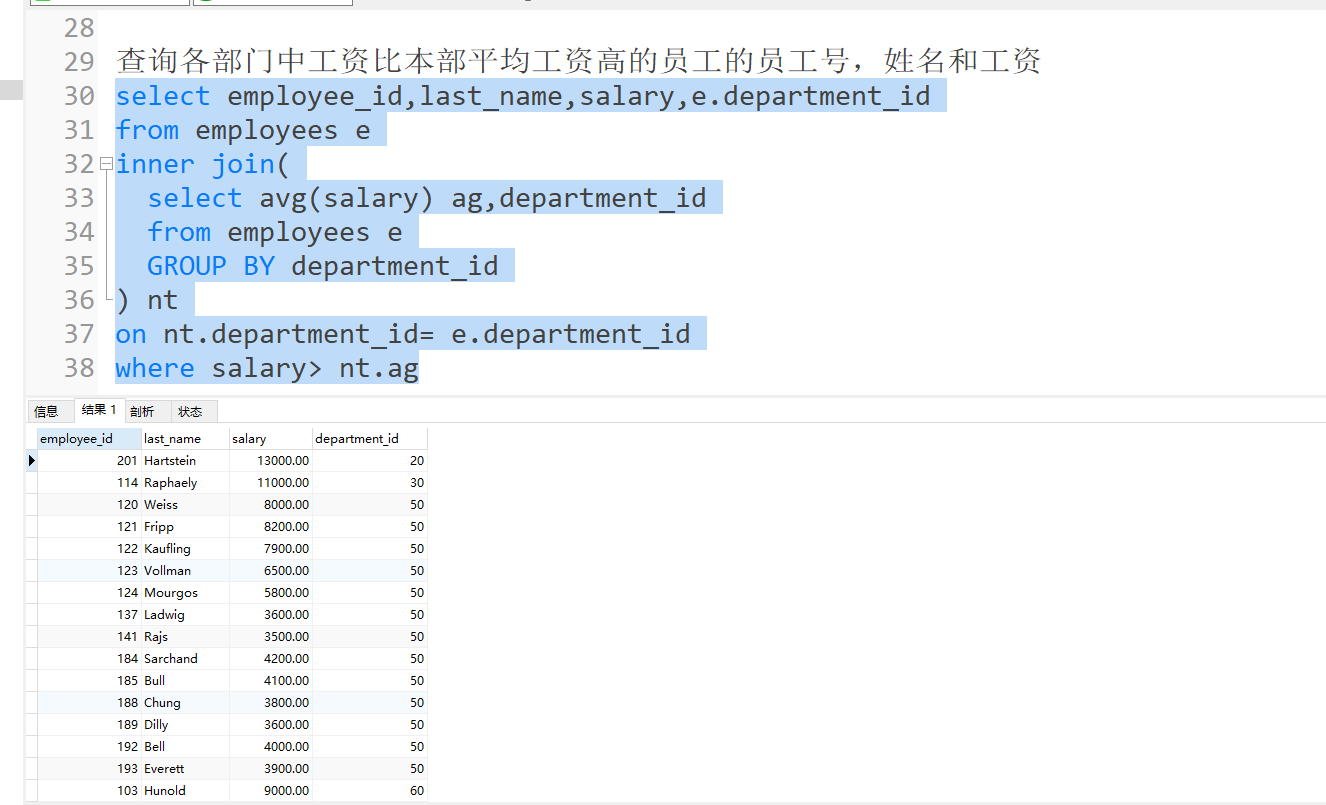 28
29 查询各部门中工资比本部平均工资高的员工的员工号，姓名和工资
30 select employee_id,last_name,salary,e.department_id
31 from employees e
32 inner join(
33 select avg(salary) ag,department_id
34 from employees e
35 GROUP BY department_id
36 ) nt
37 on nt.department_id= e.department_id
38 where salary> nt.ag
信息 结果 1 剖析 状态
employee_id last_name salary department_id
201 Hartstein 13000.00 20
114 Raphaely 11000.00 30
120 Weiss 8000.00 50
121 Fripp 8200.00 50
122 Kaufling 7900.00 50
123 Vollman 6500.00 50
124 Mourgos 5800.00 50
137 Ladwig 3600.00 50
141 Rajs 3500.00 50
184 Sarchand 4200.00 50
185 Bull 4100.00 50
188 Chung 3800.00 50
189 Dilly 3600.00 50
192 Bell 4000.00 50
193 Everett 3900.00 50
103 Hunold 9000.00 60